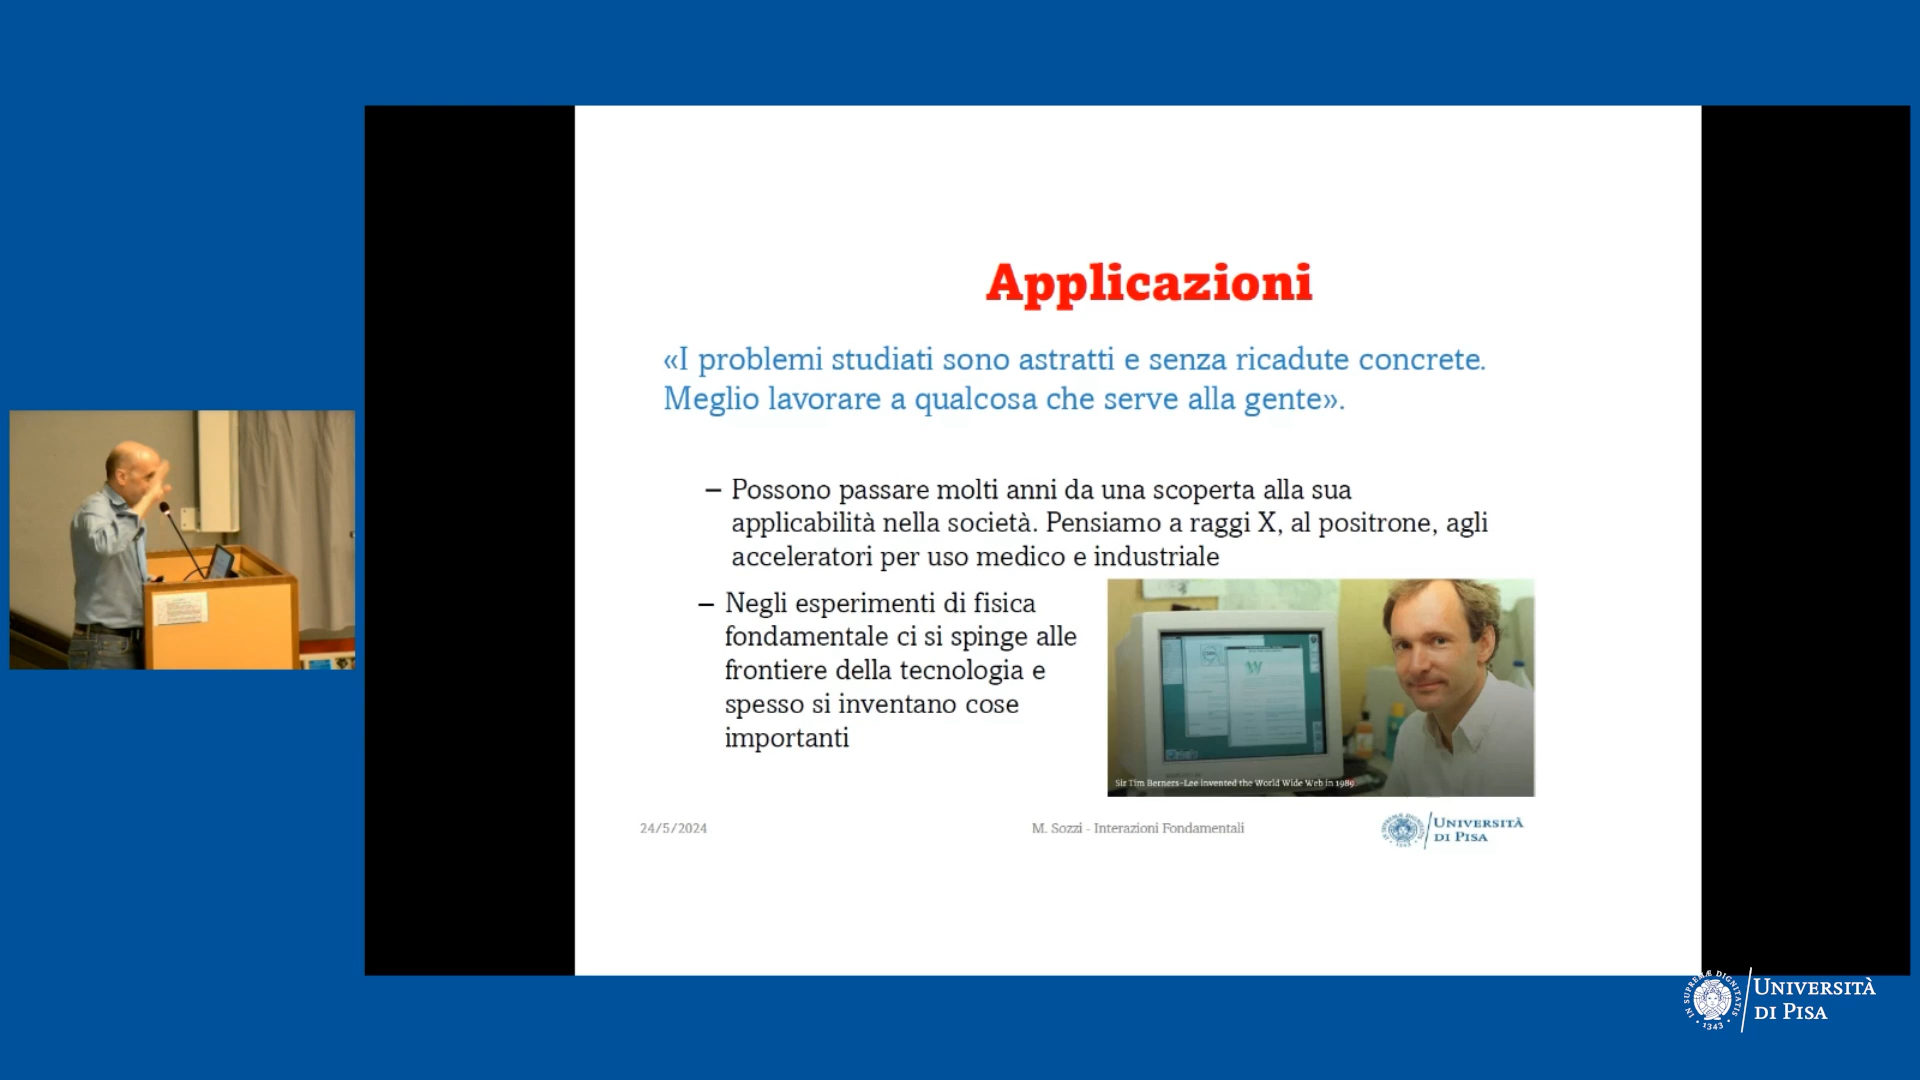 Applicazioni
«I problemi studiati sono astratti e senza ricadute concrete.
Meglio lavorare a qualcosa che serve alla gente».
– Possono passare molti anni da una scoperta alla sua
applicabilità nella società. Pensiamo a raggi X, al positrone, agli
acceleratori per uso medico e industriale
– Negli esperimenti di fisica
fondamentale ci si spinge alle
frontiere della tecnologia e
spesso si inventano cose
importanti
Sir Tim Berners-Lee invented the World Wide Web in 1989.
24/5/2024
M. Sozzi - Interazioni Fondamentali
UNIVERSITÀ
DI PISA
IN SUPREMÆ DIGNITATIS
1343
UNIVERSITÀ
DI PISA